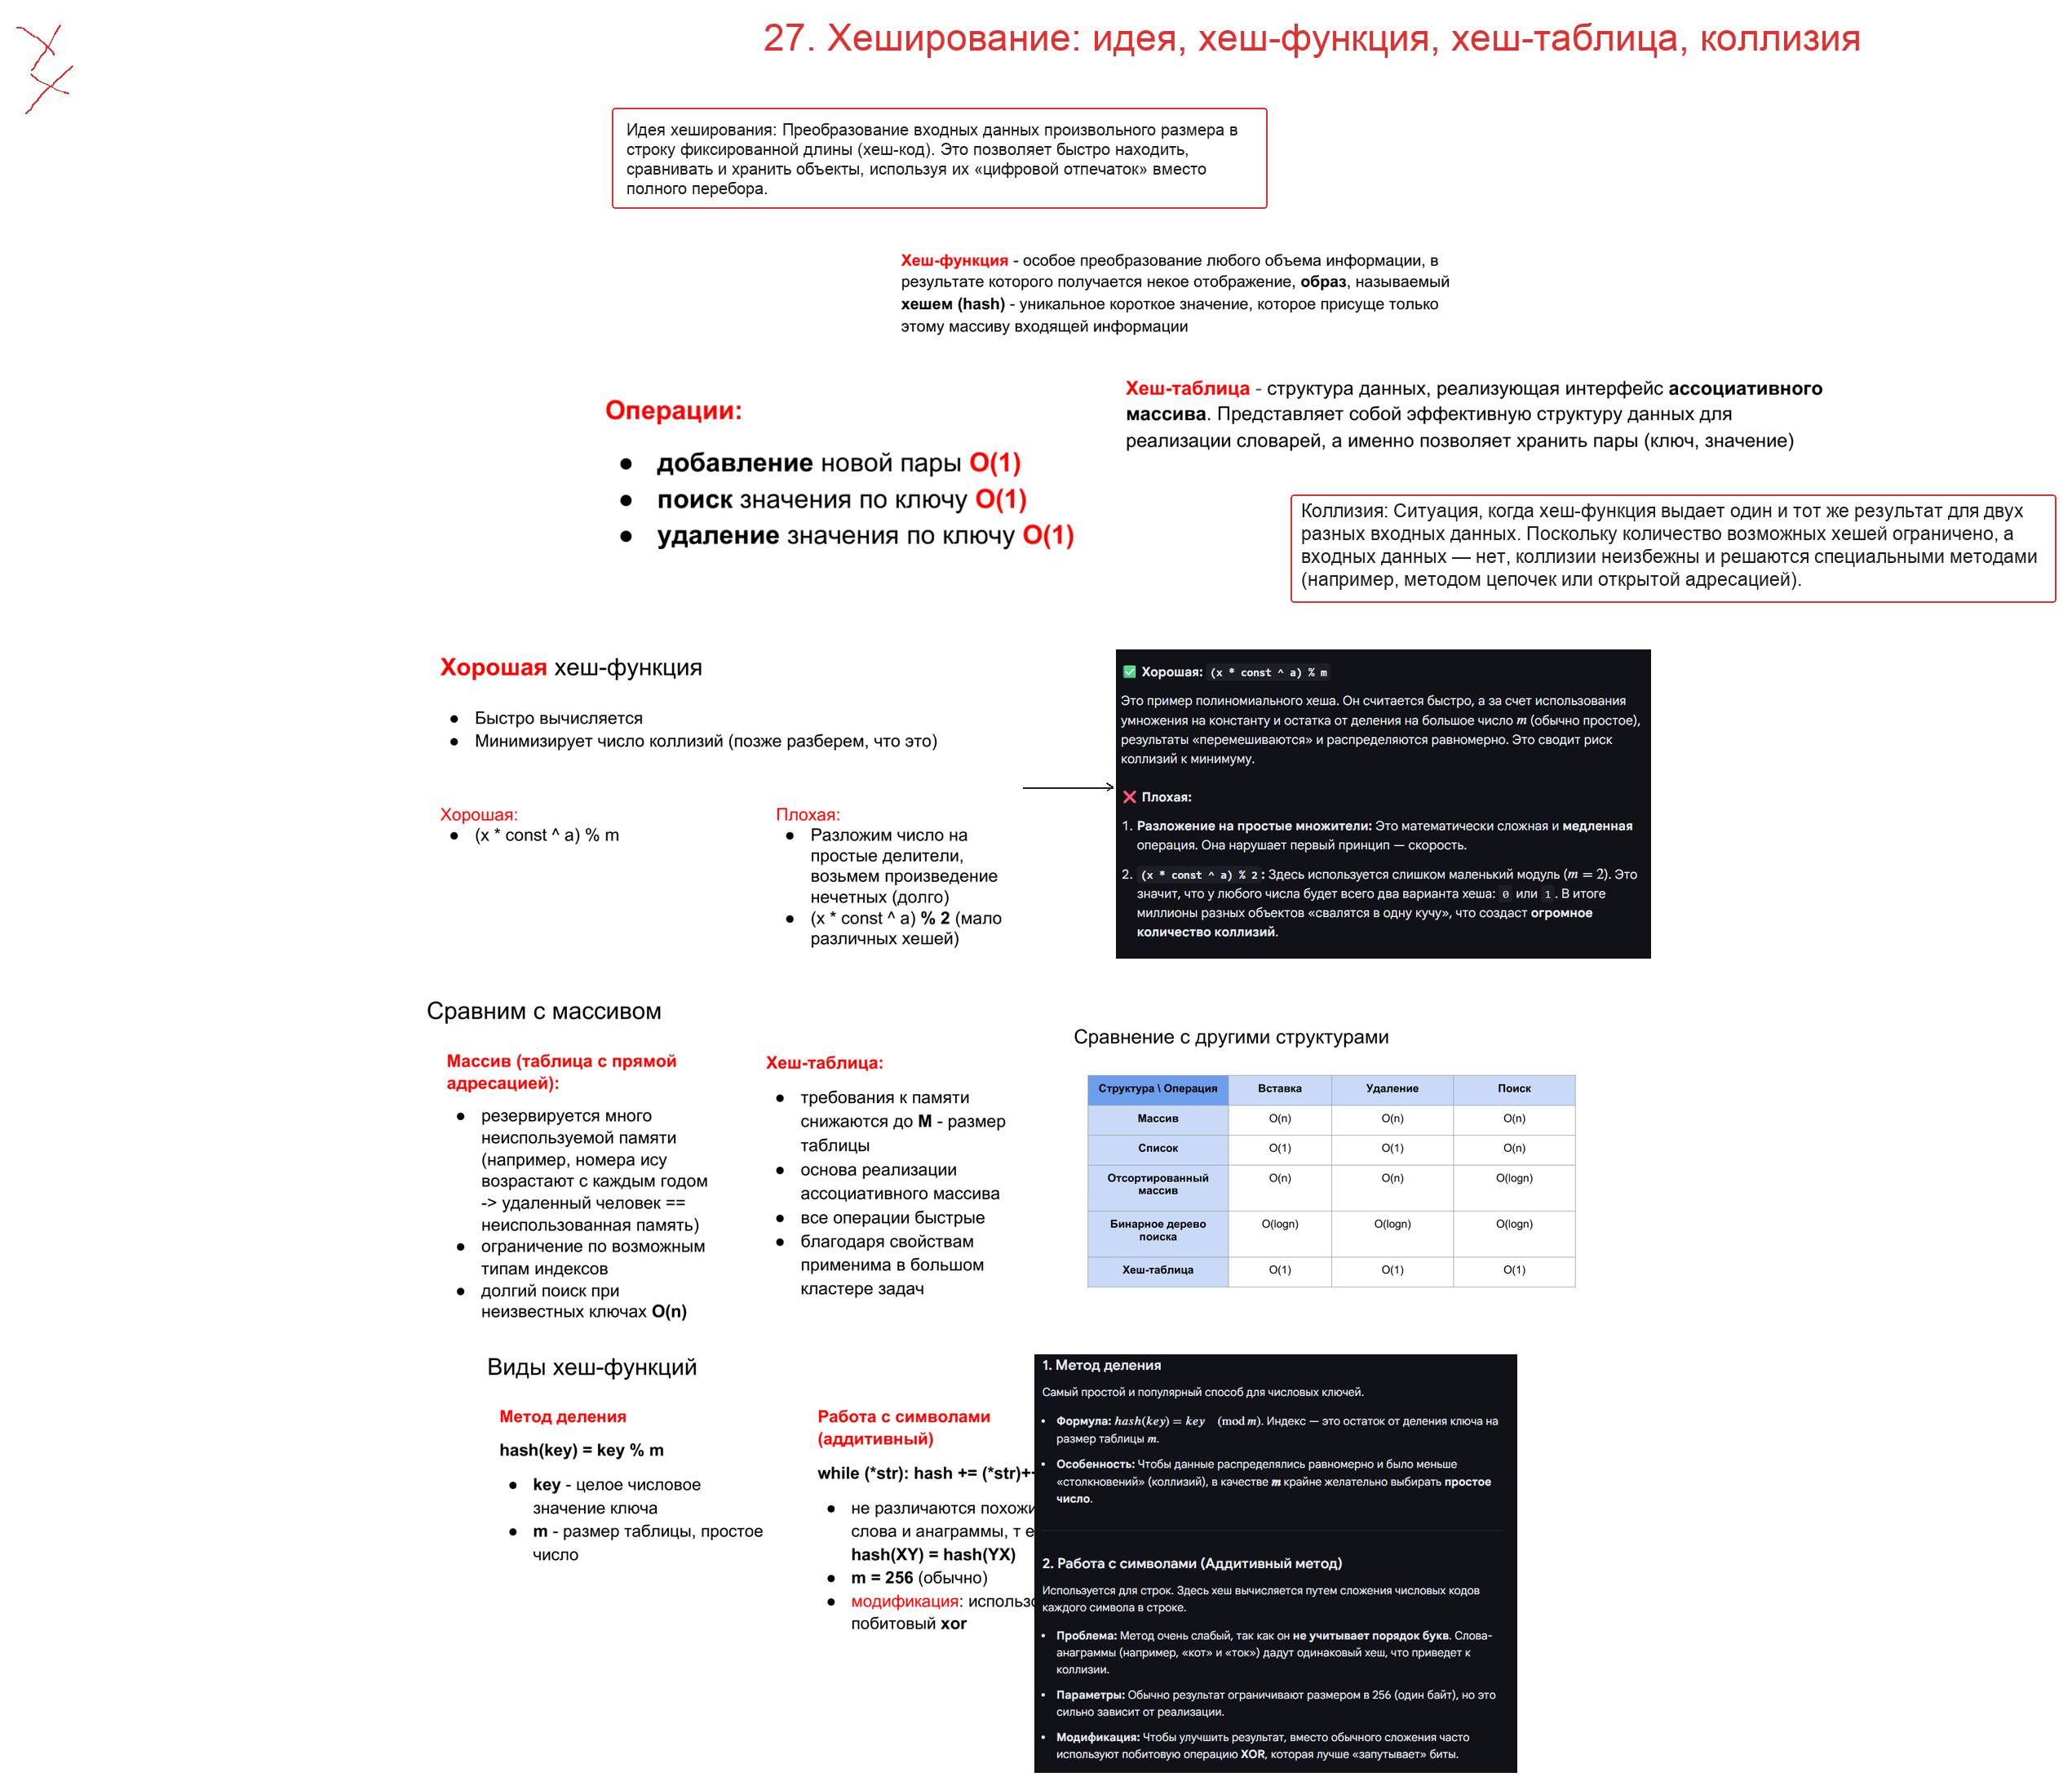 27. Хеширование: идея, хеш-функция, хеш-таблица, коллизия
Идея хеширования: Преобразование входных данных произвольного размера в
строку фиксированной длины (хеш-код). Это позволяет быстро находить,
сравнивать и хранить объекты, используя их «цифровой отпечаток» вместо
полного перебора.
Хеш-функция - особое преобразование любого объема информации, в
результате которого получается некое отображение, образ, называемый
хешем (hash) - уникальное короткое значение, которое присуще только
этому массиву входящей информации
Хеш-таблица - структура данных, реализующая интерфейс ассоциативного
массива. Представляет собой эффективную структуру данных для
реализации словарей, а именно позволяет хранить пары (ключ, значение)
Операции:
● добавление новой пары O(1)
● поиск значения по ключу O(1)
● удаление значения по ключу O(1)
Коллизия: Ситуация, когда хеш-функция выдает один и тот же результат для двух
разных входных данных. Поскольку количество возможных хешей ограничено, а
входных данных — нет, коллизии неизбежны и решаются специальными методами
(например, методом цепочек или открытой адресацией).
Хорошая хеш-функция
● Быстро вычисляется
● Минимизирует число коллизий (позже разберем, что это)
Хорошая:
● (x * const ^ a) % m
Плохая:
● Разложим число на
простые делители,
возьмем произведение
нечетных (долго)
● (x * const ^ a) % 2 (мало
различных хешей)
✅ Хорошая: (x * const ^ a) % m
Это пример полиномиального хеша. Он считается быстро, а за счет использования
умножения на константу и остатка от деления на большое число m (обычно простое),
результаты «перемешиваются» и распределяются равномерно. Это сводит риск
коллизий к минимуму.
❌ Плохая:
1. Разложение на простые множители: Это математически сложная и медленная
операция. Она нарушает первый принцип — скорость.
2. (x * const ^ a) % 2 : Здесь используется слишком маленький модуль (m = 2). Это
значит, что у любого числа будет всего два варианта хеша: 0 или 1 . В итоге
миллионы разных объектов «свалятся в одну кучу», что создаст огромное
количество коллизий.
Сравним с массивом
Массив (таблица с прямой
адресацией):
● резервируется много
неиспользуемой памяти
(например, номера ису
возрастают с каждым годом
-> удаленный человек ==
неиспользованная память)
● ограничение по возможным
типам индексов
● долгий поиск при
неизвестных ключах O(n)
Хеш-таблица:
● требования к памяти
снижаются до M - размер
таблицы
● основа реализации
ассоциативного массива
● все операции быстрые
● благодаря свойствам
применима в большом
кластере задач
Сравнение с другими структурами
Структура \ Операция Вставка Удаление Поиск
Массив O(n) O(n) O(n)
Список O(1) O(1) O(n)
Отсортированный
массив O(n) O(n) O(logn)
Бинарное дерево
поиска O(logn) O(logn) O(logn)
Хеш-таблица O(1) O(1) O(1)
Виды хеш-функций
Метод деления
hash(key) = key % m
● key - целое числовое
значение ключа
● m - размер таблицы, простое
число
Работа с символами
(аддитивный)
while (*str): hash += (*str)+
● не различаются похожи
слова и анаграммы, т е
hash(XY) = hash(YX)
● m = 256 (обычно)
● модификация: использо
побитовый xor
1. Метод деления
Самый простой и популярный способ для числовых ключей.
• Формула: hash(key) = key (mod m). Индекс — это остаток от деления ключа на
размер таблицы m.
• Особенность: Чтобы данные распределялись равномерно и было меньше
«столкновений» (коллизий), в качестве m крайне желательно выбирать простое
число.
2. Работа с символами (Аддитивный метод)
Используется для строк. Здесь хеш вычисляется путем сложения числовых кодов
каждого символа в строке.
• Проблема: Метод очень слабый, так как он не учитывает порядок букв. Слова-
анаграммы (например, «кот» и «ток») дадут одинаковый хеш, что приведет к
коллизии.
• Параметры: Обычно результат ограничивают размером в 256 (один байт), но это
сильно зависит от реализации.
• Модификация: Чтобы улучшить результат, вместо обычного сложения часто
используют побитовую операцию XOR, которая лучше «запутывает» биты.